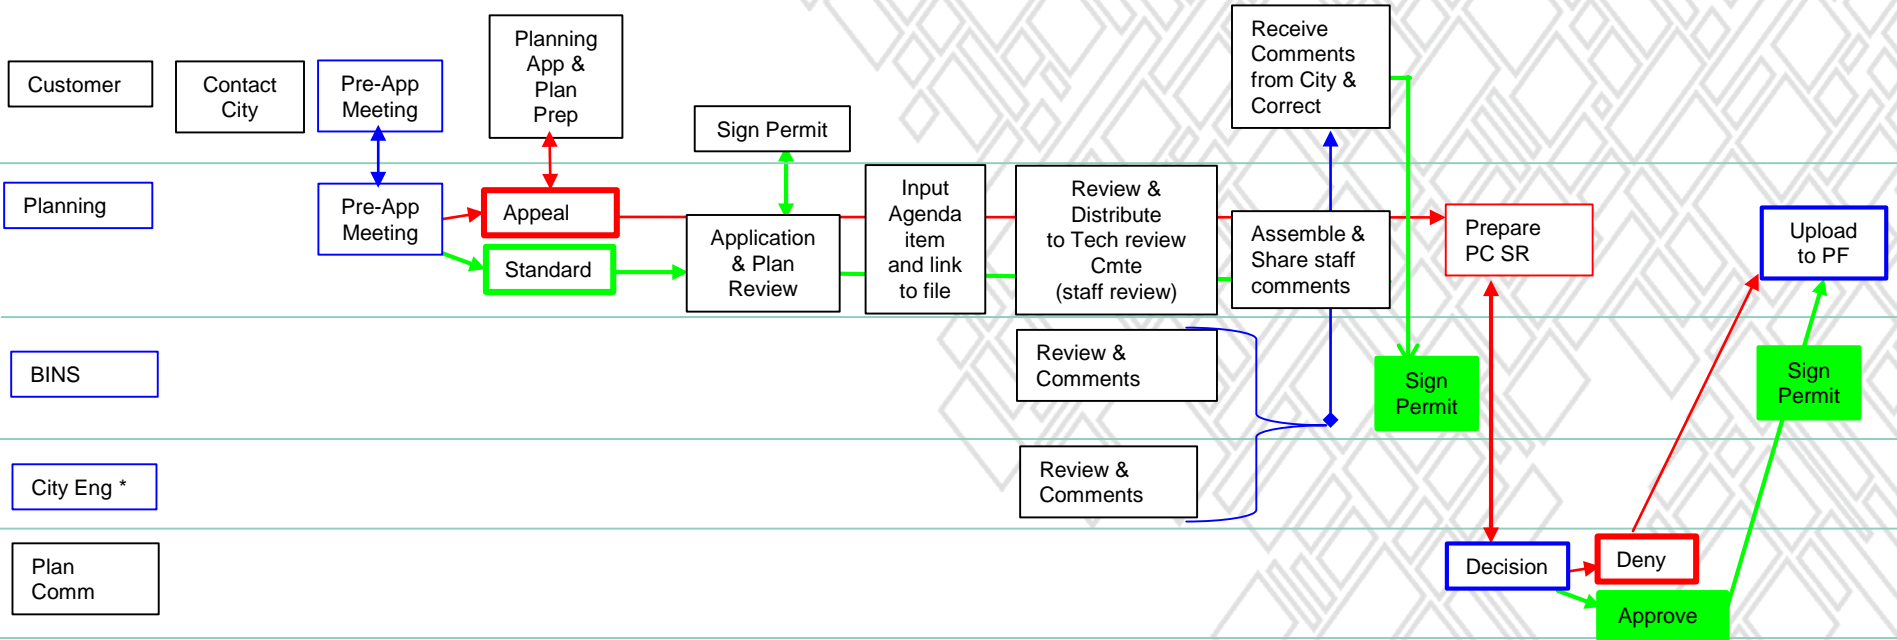 Customer
Contact
City
Pre-App
Meeting
Planning
App &
Plan
Prep
Sign Permit
Receive
Comments
from City &
Correct
Planning
Pre-App
Meeting
Appeal
Standard
Application
& Plan
Review
Input
Agenda
item
and link
to file
Review &
Distribute
to Tech review
Cmte
(staff review)
Assemble &
Share staff
comments
Prepare
PC SR
Upload
to PF
BINS
Review &
Comments
Sign
Permit
Sign
Permit
City Eng *
Review &
Comments
Plan
Comm
Decision
Deny
Approve